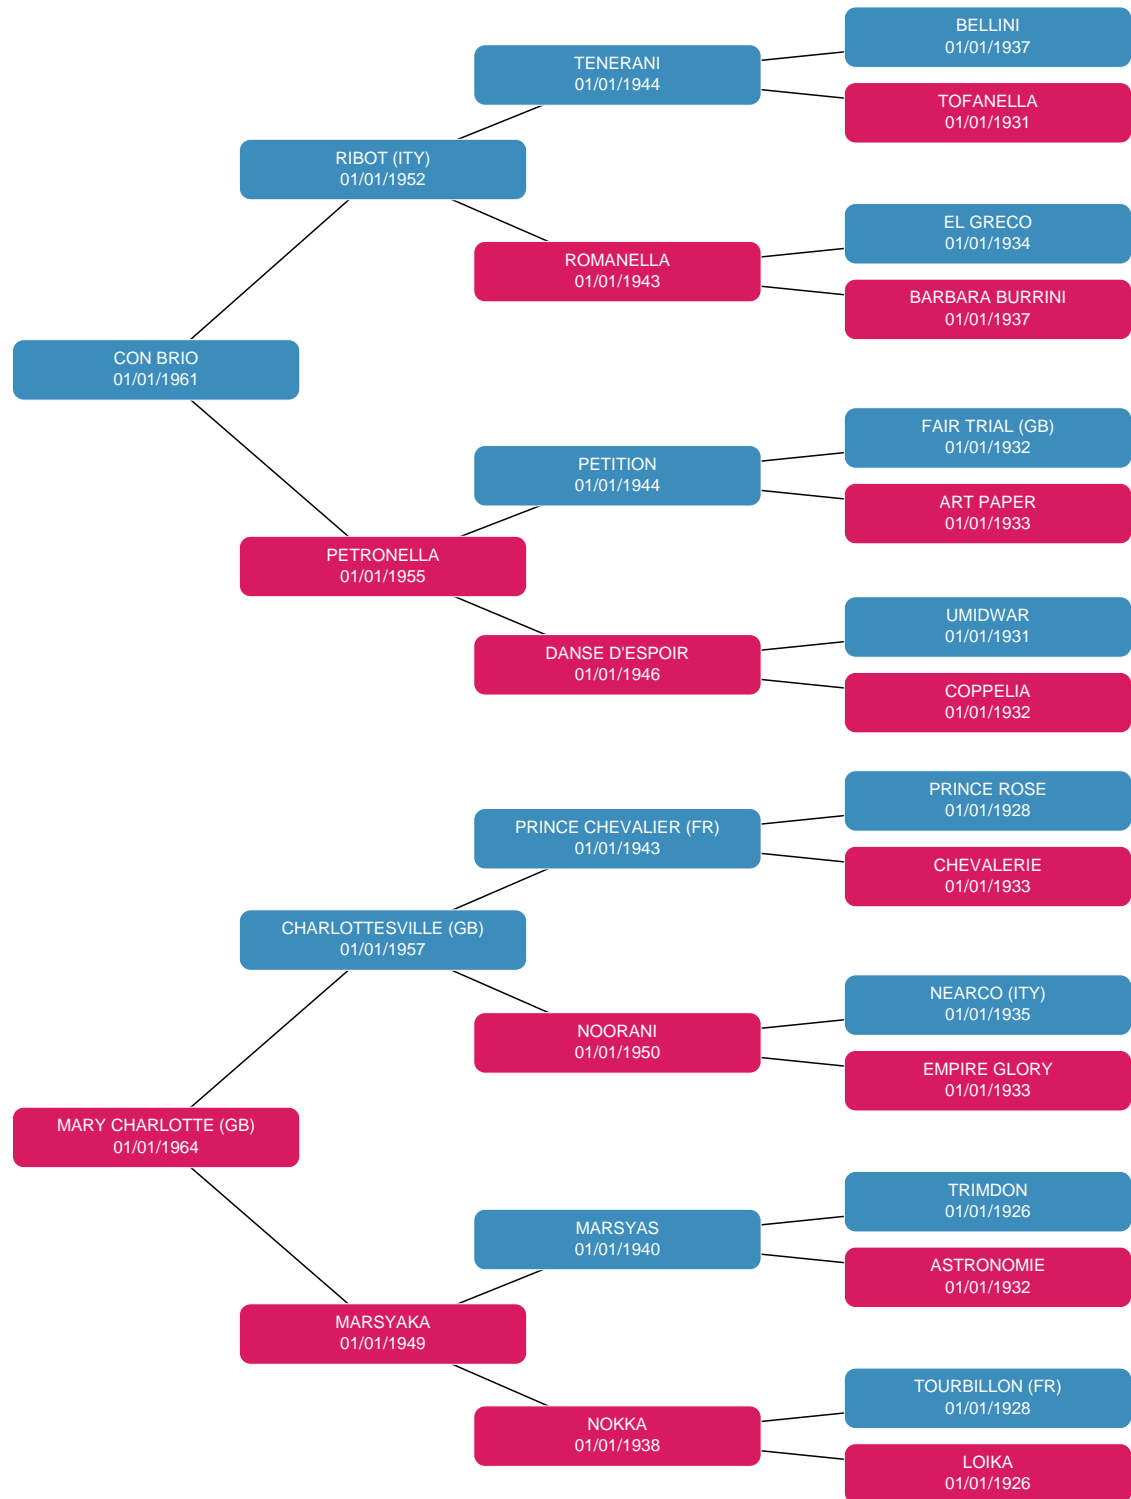 BELLINI
01/01/1937
TENERANI
01/01/1944
TOFANELLA
01/01/1931
RIBOT (ITY)
01/01/1952
EL GRECO
01/01/1934
ROMANELLA
01/01/1943
BARBARA BURRINI
01/01/1937
CON BRIO
01/01/1961
FAIR TRIAL (GB)
01/01/1932
PETITION
01/01/1944
ART PAPER
01/01/1933
PETRONELLA
01/01/1955
UMIDWAR
01/01/1931
DANSE D'ESPOIR
01/01/1946
COPPELIA
01/01/1932
PRINCE ROSE
01/01/1928
PRINCE CHEVALIER (FR)
01/01/1943
CHEVALERIE
01/01/1933
CHARLOTTESVILLE (GB)
01/01/1957
NEARCO (ITY)
01/01/1935
NOORANI
01/01/1950
EMPIRE GLORY
01/01/1933
MARY CHARLOTTE (GB)
01/01/1964
TRIMDON
01/01/1926
MARSYAS
01/01/1940
ASTRONOMIE
01/01/1932
MARSYAKA
01/01/1949
TOURBILLON (FR)
01/01/1928
NOKKA
01/01/1938
LOIKA
01/01/1926